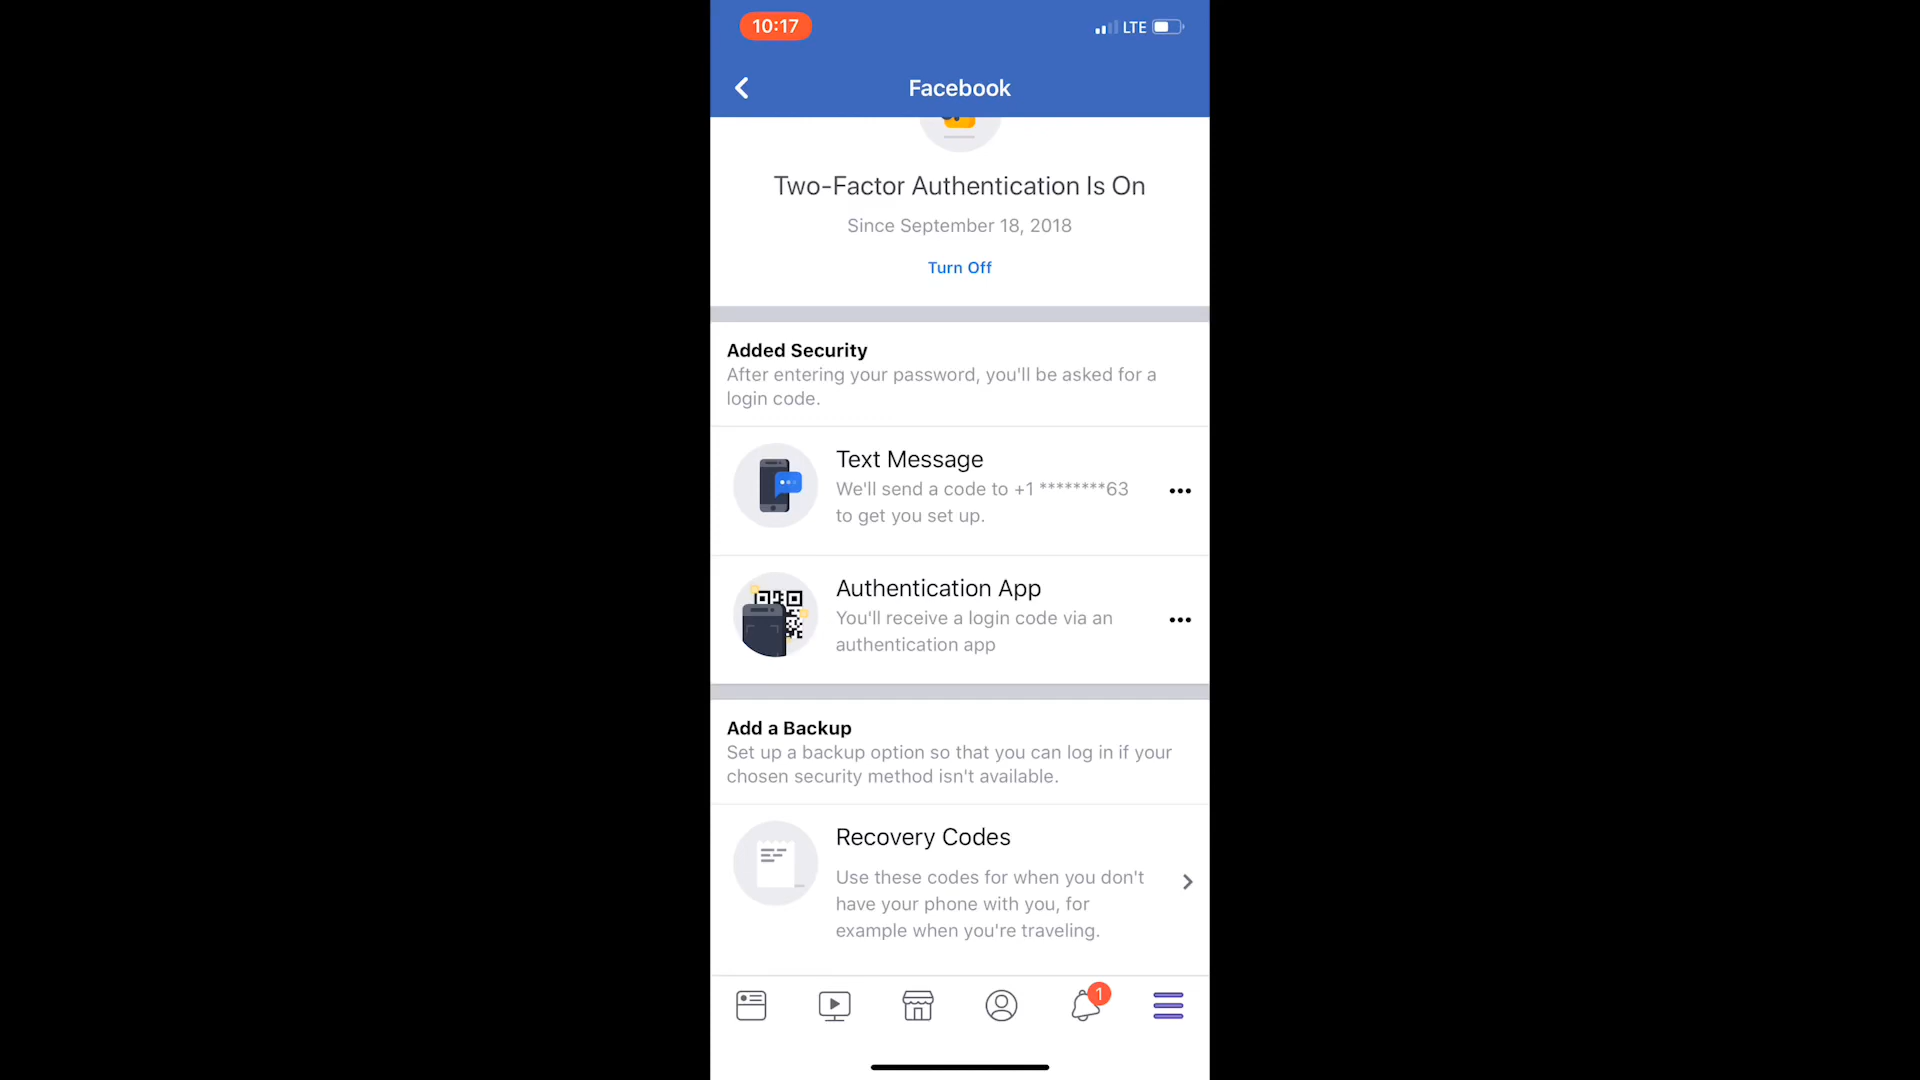 10:17
LTE
Facebook
Two-Factor Authentication Is On
Since September 18, 2018
Turn Off
Added Security
After entering your password, you'll be asked for a
login code.
Text Message
We'll send a code to +1 ********63
to get you set up.
Authentication App
You'll receive a login code via an
authentication app
Add a Backup
Set up a backup option so that you can log in if your
chosen security method isn't available.
Recovery Codes
Use these codes for when you don't
have your phone with you, for
example when you're traveling.
1